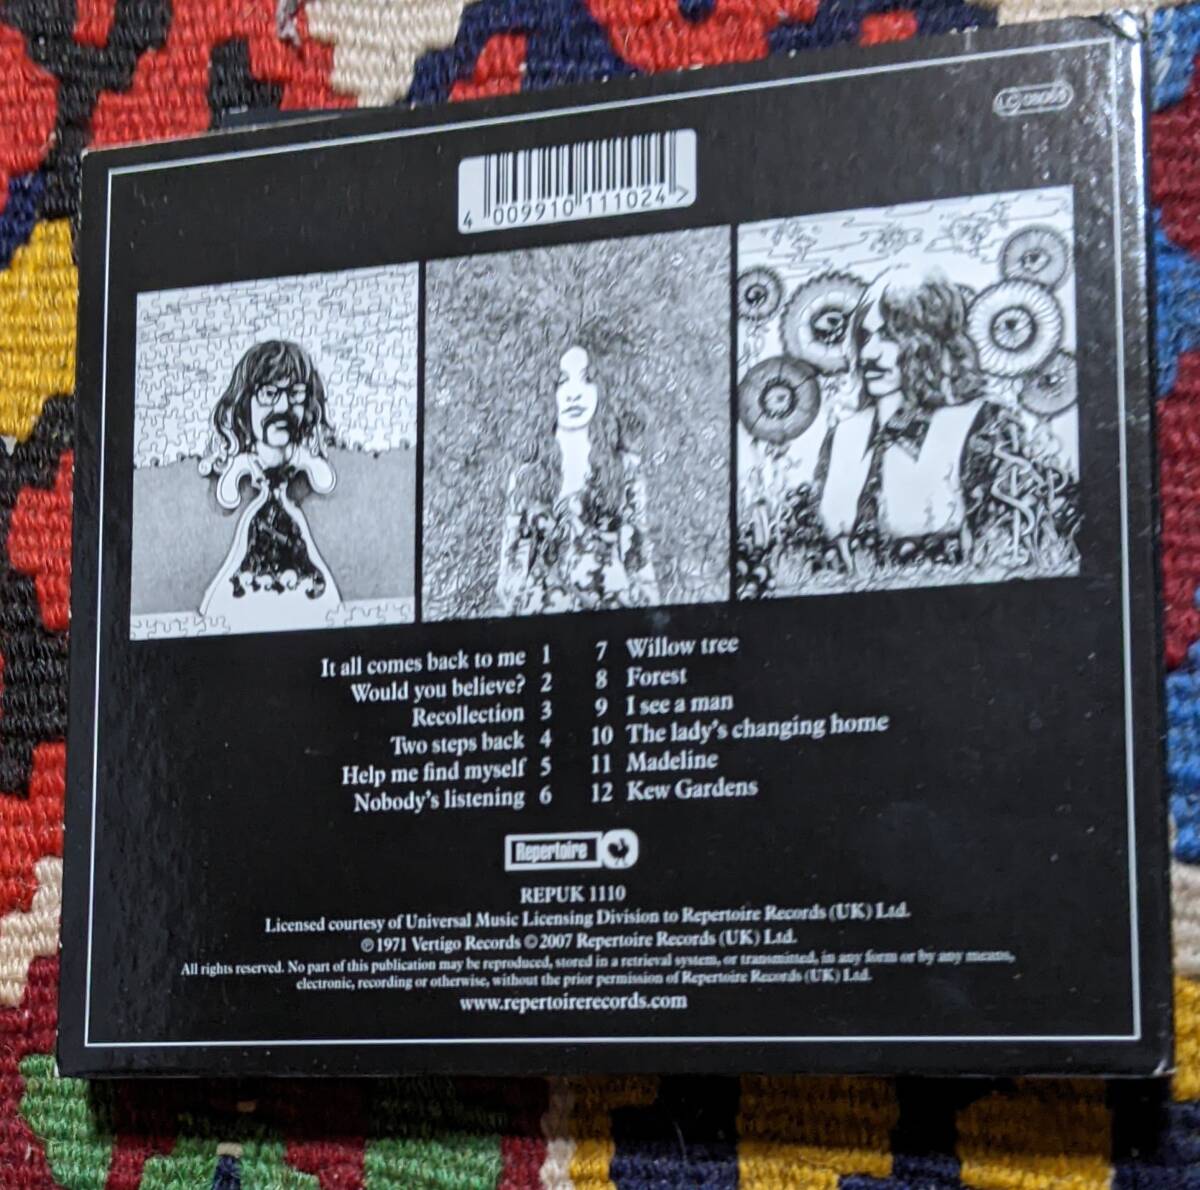 4 009910 111024 >
It all comes back to me 1
Would you believe? 2
Recollection 3
Two steps back 4
Help me find myself 5
Nobody's listening 6
7 Willow tree
8 Forest
9 I see a man
10 The lady's changing home
11 Madeline
12 Kew Gardens
Repertoire
REPUK 1110
Licensed courtesy of Universal Music Licensing Division to Repertoire Records (UK) Ltd.
℗ 1971 Vertigo Records © 2007 Repertoire Records (UK) Ltd.
All rights reserved. No part of this publication may be reproduced, stored in a retrieval system, or transmitted, in any form or by any means,
electronic, recording or otherwise, without the prior permission of Repertoire Records (UK) Ltd.
www.repertoirerecords.com